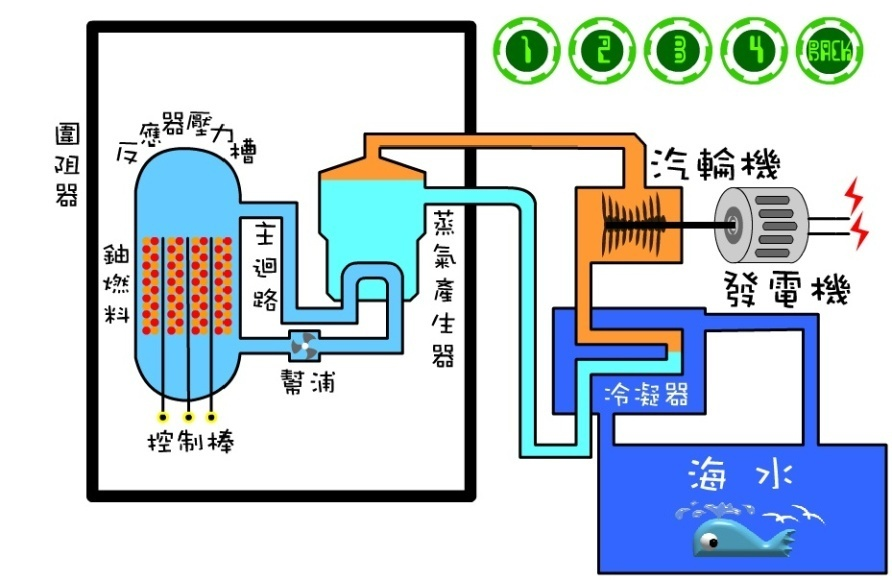 1
2
3
4
BACK
圍阻器
反應器壓力槽
汽輪機
蒸氣產生器
主迴路
鈾燃料
發電機
幫浦
冷凝器
控制棒
海水